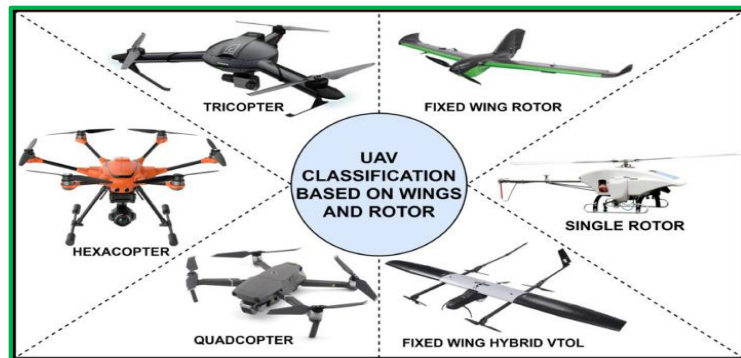 TRICOPTER
FIXED WING ROTOR
UAV
CLASSIFICATION
BASED ON WINGS
AND ROTOR
HEXACOPTER
SINGLE ROTOR
QUADCOPTER
FIXED WING HYBRID VTOL